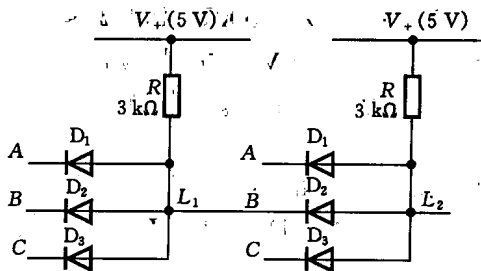 V₊(5 V) V₊(5 V)
R R
3 kΩ 3 kΩ
D₁ D₁
A A
D₂ D₂
B L₁ B L₂
D₃ D₃
C C